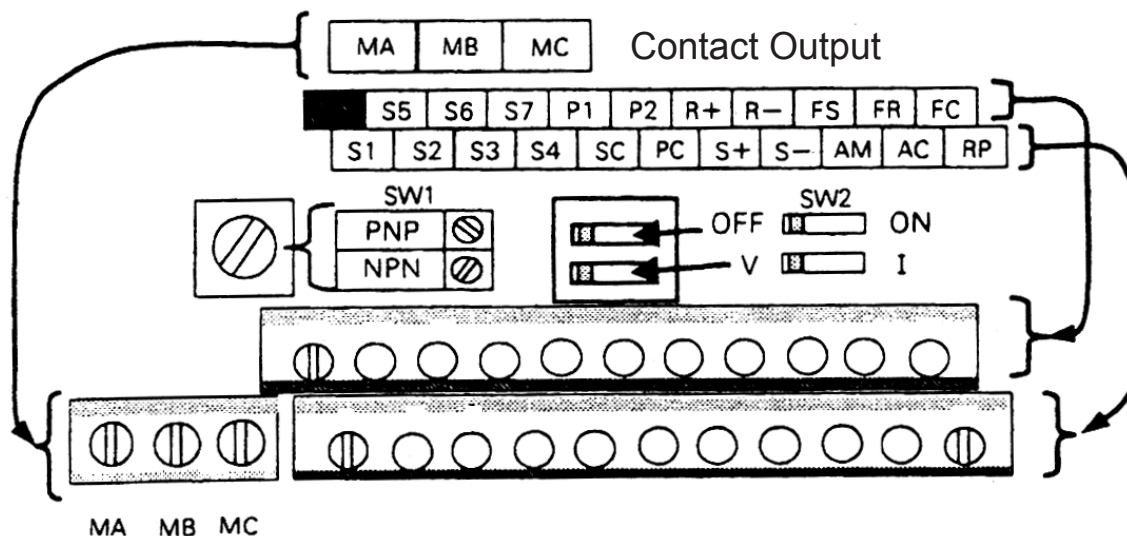 MA MB MC Contact Output
S5 S6 S7 P1 P2 R+ R− FS FR FC
S1 S2 S3 S4 SC PC S+ S− AM AC RP
SW1
PNP
NPN
SW2
OFF ON
V I
MA MB MC